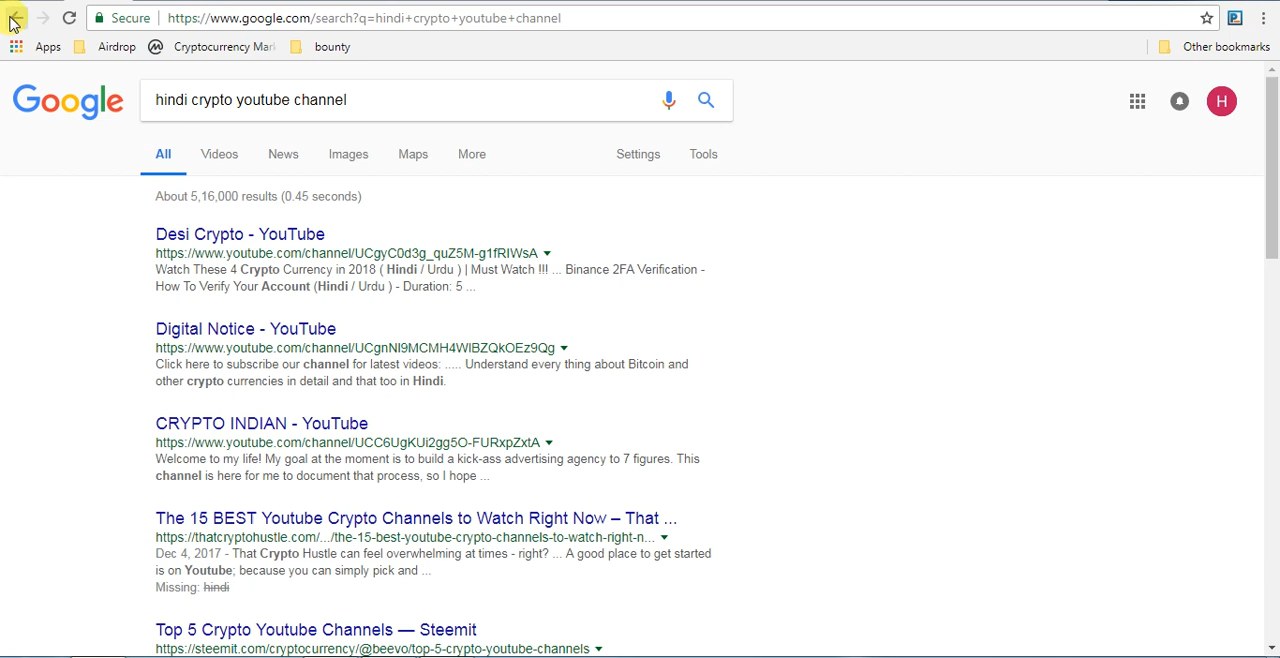 Secure https://www.google.com/search?q=hindi+crypto+youtube+channel
Apps Airdrop Cryptocurrency Mar bounty Other bookmarks
Google hindi crypto youtube channel H
All Videos News Images Maps More Settings Tools
About 5,16,000 results (0.45 seconds)
Desi Crypto - YouTube
https://www.youtube.com/channel/UCgyC0d3g_quZ5M-g1fRIWsA
Watch These 4 Crypto Currency in 2018 ( Hindi / Urdu ) | Must Watch !!! ... Binance 2FA Verification -
How To Verify Your Account (Hindi / Urdu ) - Duration: 5 ...
Digital Notice - YouTube
https://www.youtube.com/channel/UCgnNI9MCMH4WIBZQkOEz9Qg
Click here to subscribe our channel for latest videos: ..... Understand every thing about Bitcoin and
other crypto currencies in detail and that too in Hindi.
CRYPTO INDIAN - YouTube
https://www.youtube.com/channel/UCC6UgKUi2gg5O-FURxpZxtA
Welcome to my life! My goal at the moment is to build a kick-ass advertising agency to 7 figures. This
channel is here for me to document that process, so I hope ...
The 15 BEST Youtube Crypto Channels to Watch Right Now – That ...
https://thatcryptohustle.com/.../the-15-best-youtube-crypto-channels-to-watch-right-n...
Dec 4, 2017 - That Crypto Hustle can feel overwhelming at times - right? ... A good place to get started
is on Youtube; because you can simply pick and ...
Missing: hindi
Top 5 Crypto Youtube Channels — Steemit
https://steemit.com/cryptocurrency/@beevo/top-5-crypto-youtube-channels